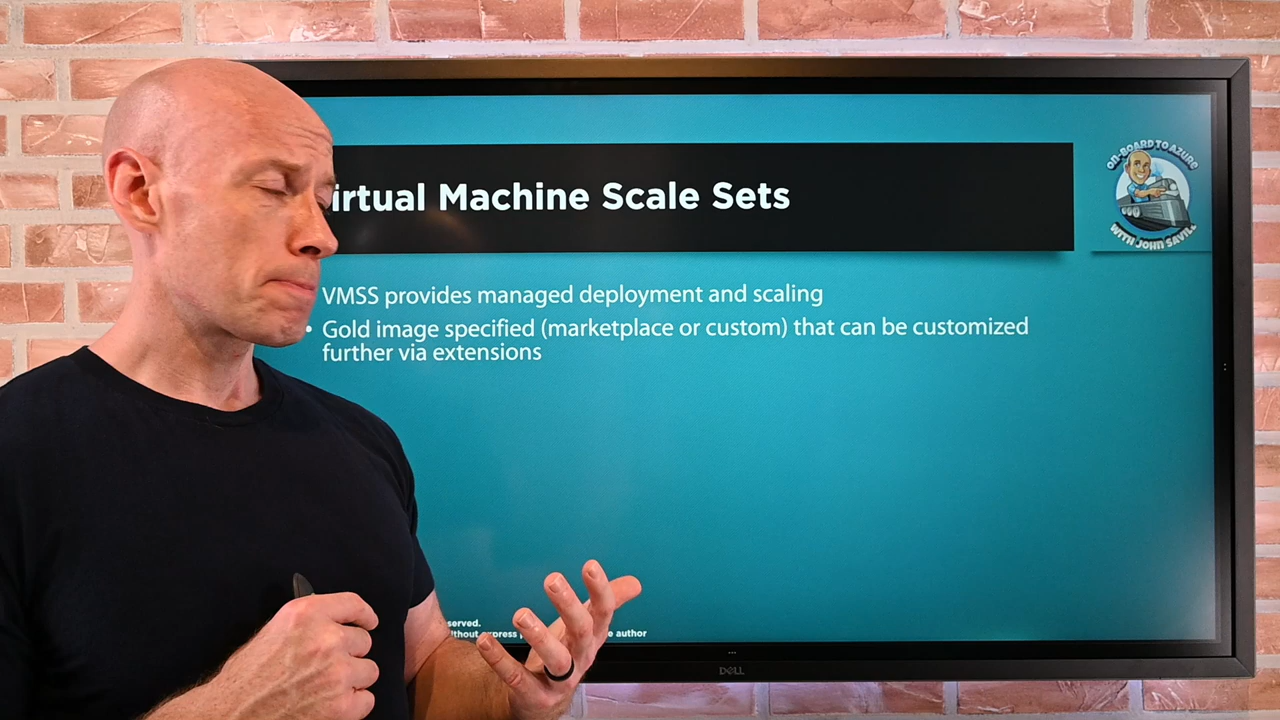 irtual Machine Scale Sets
ON-BOARD TO AZURE
WITH JOHN SAVILL
VMSS provides managed deployment and scaling
• Gold image specified (marketplace or custom) that can be customized
further via extensions
served.
ithout express
e author
DELL